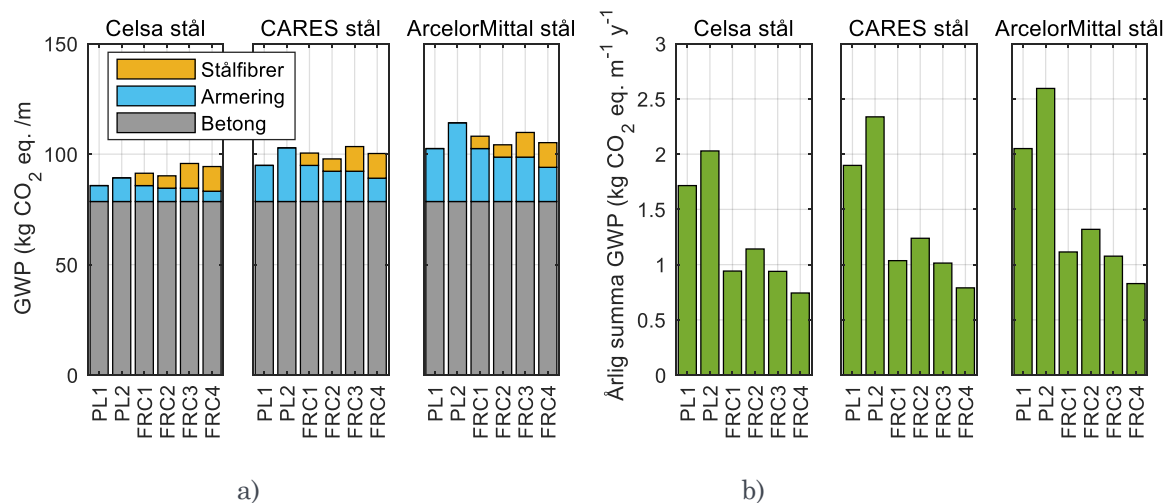 Celsa stål
CARES stål
ArcelorMittal stål
GWP (kg CO2 eq. /m
150
100
50
0
Stålfibrer
Armering
Betong
PL1 PL2 FRC1 FRC2 FRC3 FRC4
PL1 PL2 FRC1 FRC2 FRC3 FRC4
PL1 PL2 FRC1 FRC2 FRC3 FRC4
a)
Celsa stål
CARES stål
ArcelorMittal stål
Årlig summa GWP (kg CO2 eq. m-1 y-1
3
2.5
2
1.5
1
0.5
0
PL1 PL2 FRC1 FRC2 FRC3 FRC4
PL1 PL2 FRC1 FRC2 FRC3 FRC4
PL1 PL2 FRC1 FRC2 FRC3 FRC4
b)